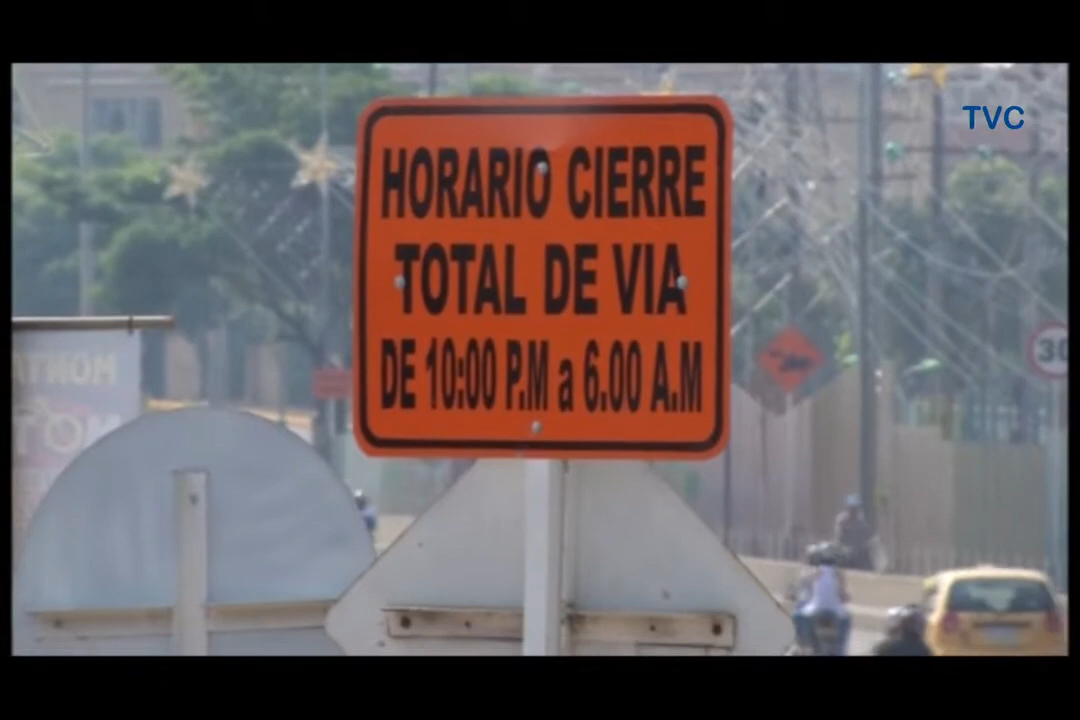 TVC
HORARIO CIERRE
TOTAL DE VIA
DE 10:00 P.M a 6.00 A.M
30